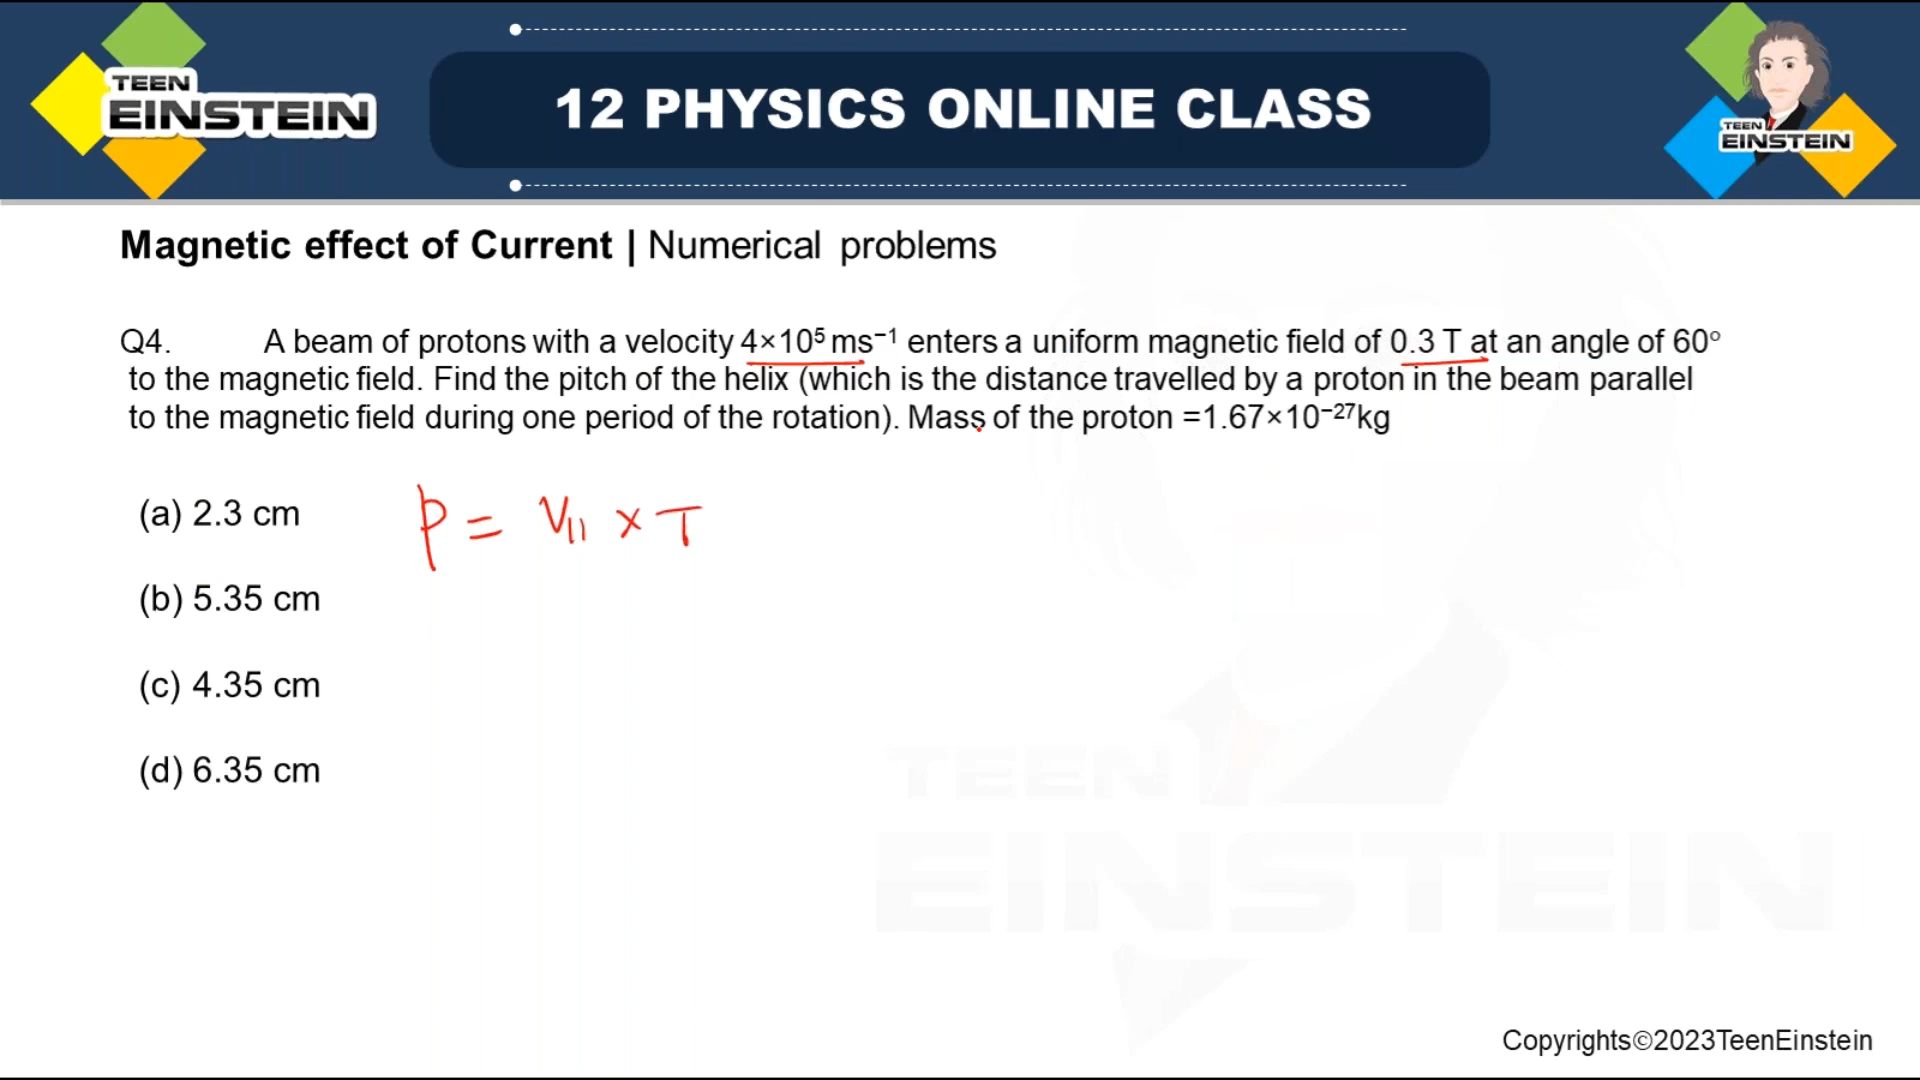 TEEN
EINSTEIN
12 PHYSICS ONLINE CLASS
TEEN
EINSTEIN
Magnetic effect of Current | Numerical problems
Q4. A beam of protons with a velocity 4×10⁵ ms⁻¹ enters a uniform magnetic field of 0.3 T at an angle of 60°
to the magnetic field. Find the pitch of the helix (which is the distance travelled by a proton in the beam parallel
to the magnetic field during one period of the rotation). Mass of the proton =1.67×10⁻²⁷kg
(a) 2.3 cm
p = v₁₁ × T
(b) 5.35 cm
(c) 4.35 cm
(d) 6.35 cm
TEEN
EINSTEIN
Copyrights©2023TeenEinstein